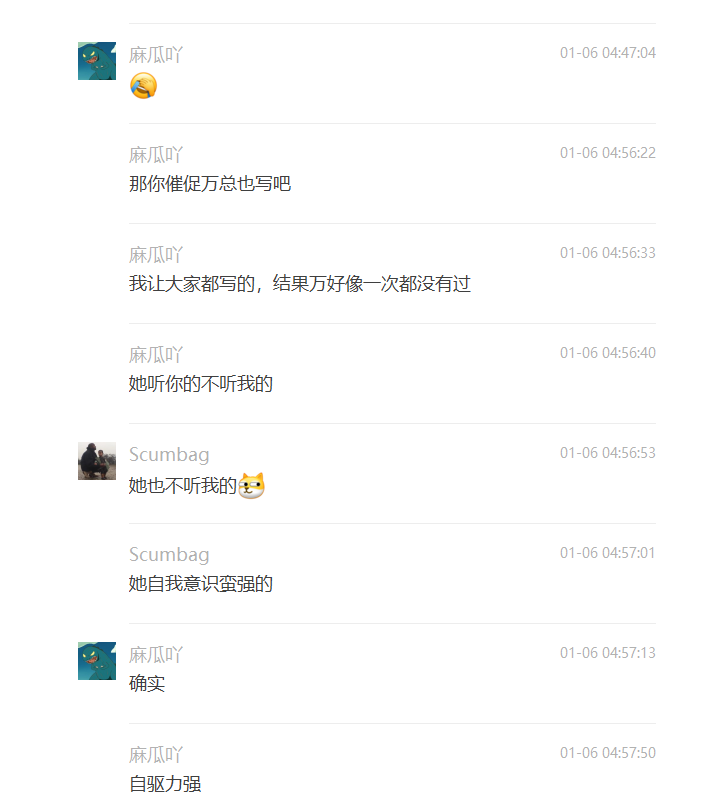 麻瓜吖 01-06 04:47:04
麻瓜吖 01-06 04:56:22
那你催促万总也写吧
麻瓜吖 01-06 04:56:33
我让大家都写的，结果万好像一次都没有过
麻瓜吖 01-06 04:56:40
她听你的不听我的
Scumbag 01-06 04:56:53
她也不听我的
Scumbag 01-06 04:57:01
她自我意识蛮强的
麻瓜吖 01-06 04:57:13
确实
麻瓜吖 01-06 04:57:50
自驱力强